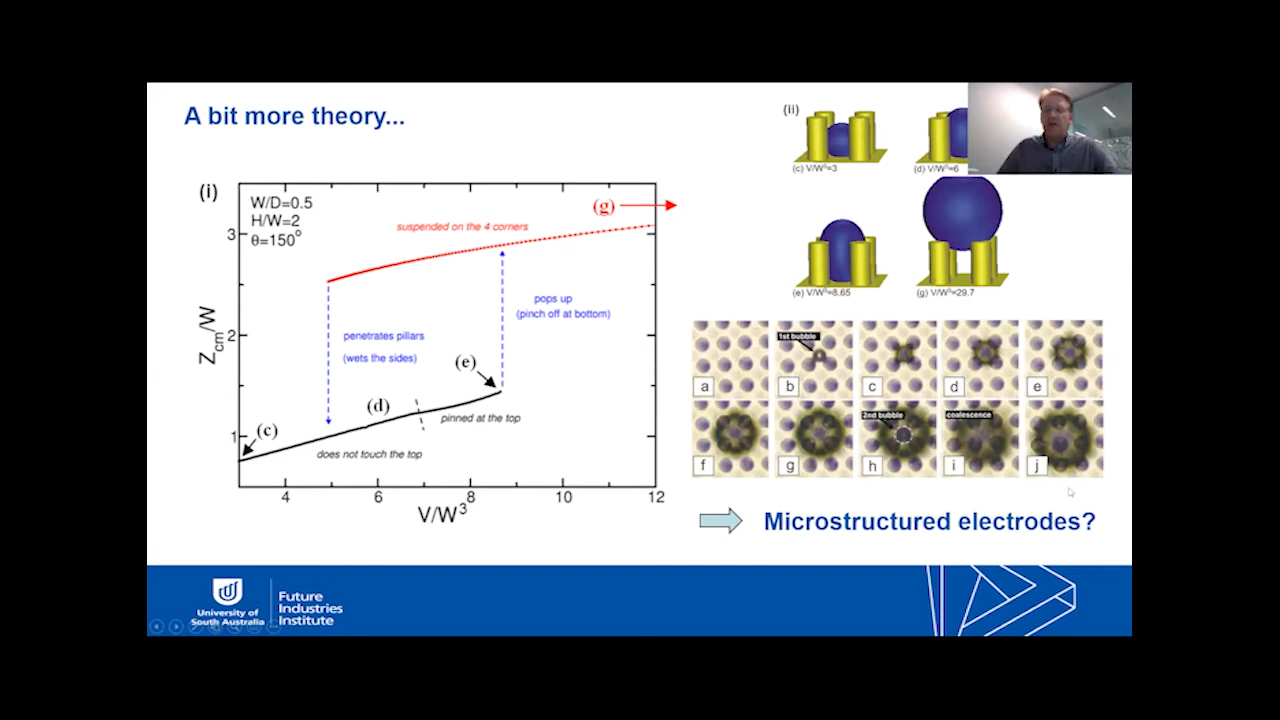 A bit more theory...
(i)
W/D=0.5
H/W=2
θ=150°
(g)
suspended on the 4 corners
3
pops up
(pinch off at bottom)
penetrates pillars
(wets the sides)
2
Zcm/W
(e)
(d)
pinned at the top
(c)
1
does not touch the top
4 6 8 10 12
V/W³
(ii)
(c) V/W³=3
(d) V/W³=6
(e) V/W³=8.65
(g) V/W³=29.7
1st bubble
a b c d e
2nd bubble
coalescence
f g h i j
Microstructured electrodes?
University of
South Australia
Future
Industries
Institute